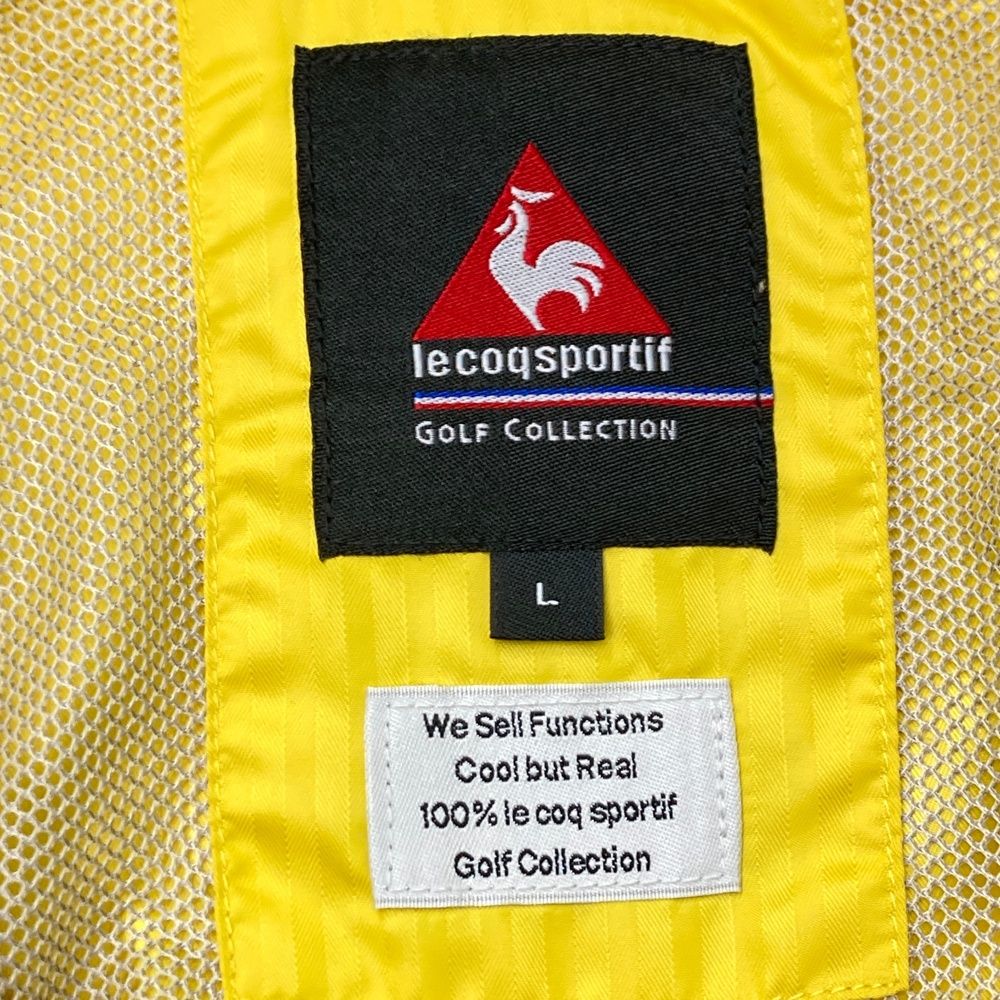 lecoqsportif
GOLF COLLECTION
L
We Sell Functions
Cool but Real
100% le coq sportif
Golf Collection